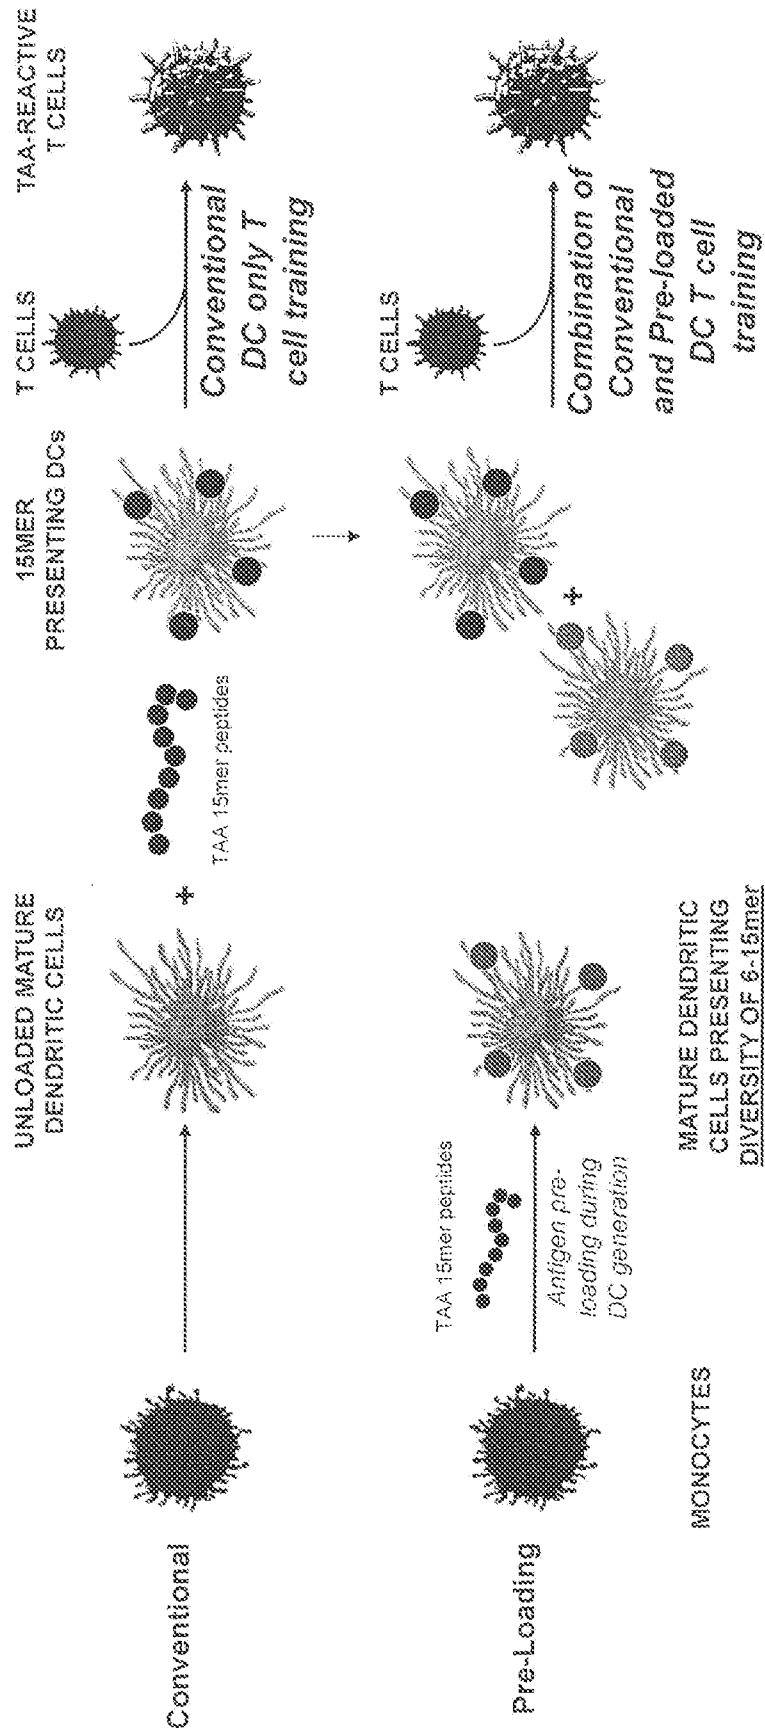 Conventional
UNLOADED MATURE
DENDRITIC CELLS
+
TAA 15mer peptides
15MER
PRESENTING DCs
T CELLS
Conventional
DC only T
cell training
TAA-REACTIVE
T CELLS
Pre-Loading
MONOCYTES
TAA 15mer peptides
Antigen pre-
loading during
DC generation
MATURE DENDRITIC
CELLS PRESENTING
DIVERSITY OF 6-15mer
+
T CELLS
Combination of
Conventional
and Pre-loaded
DC T cell
training